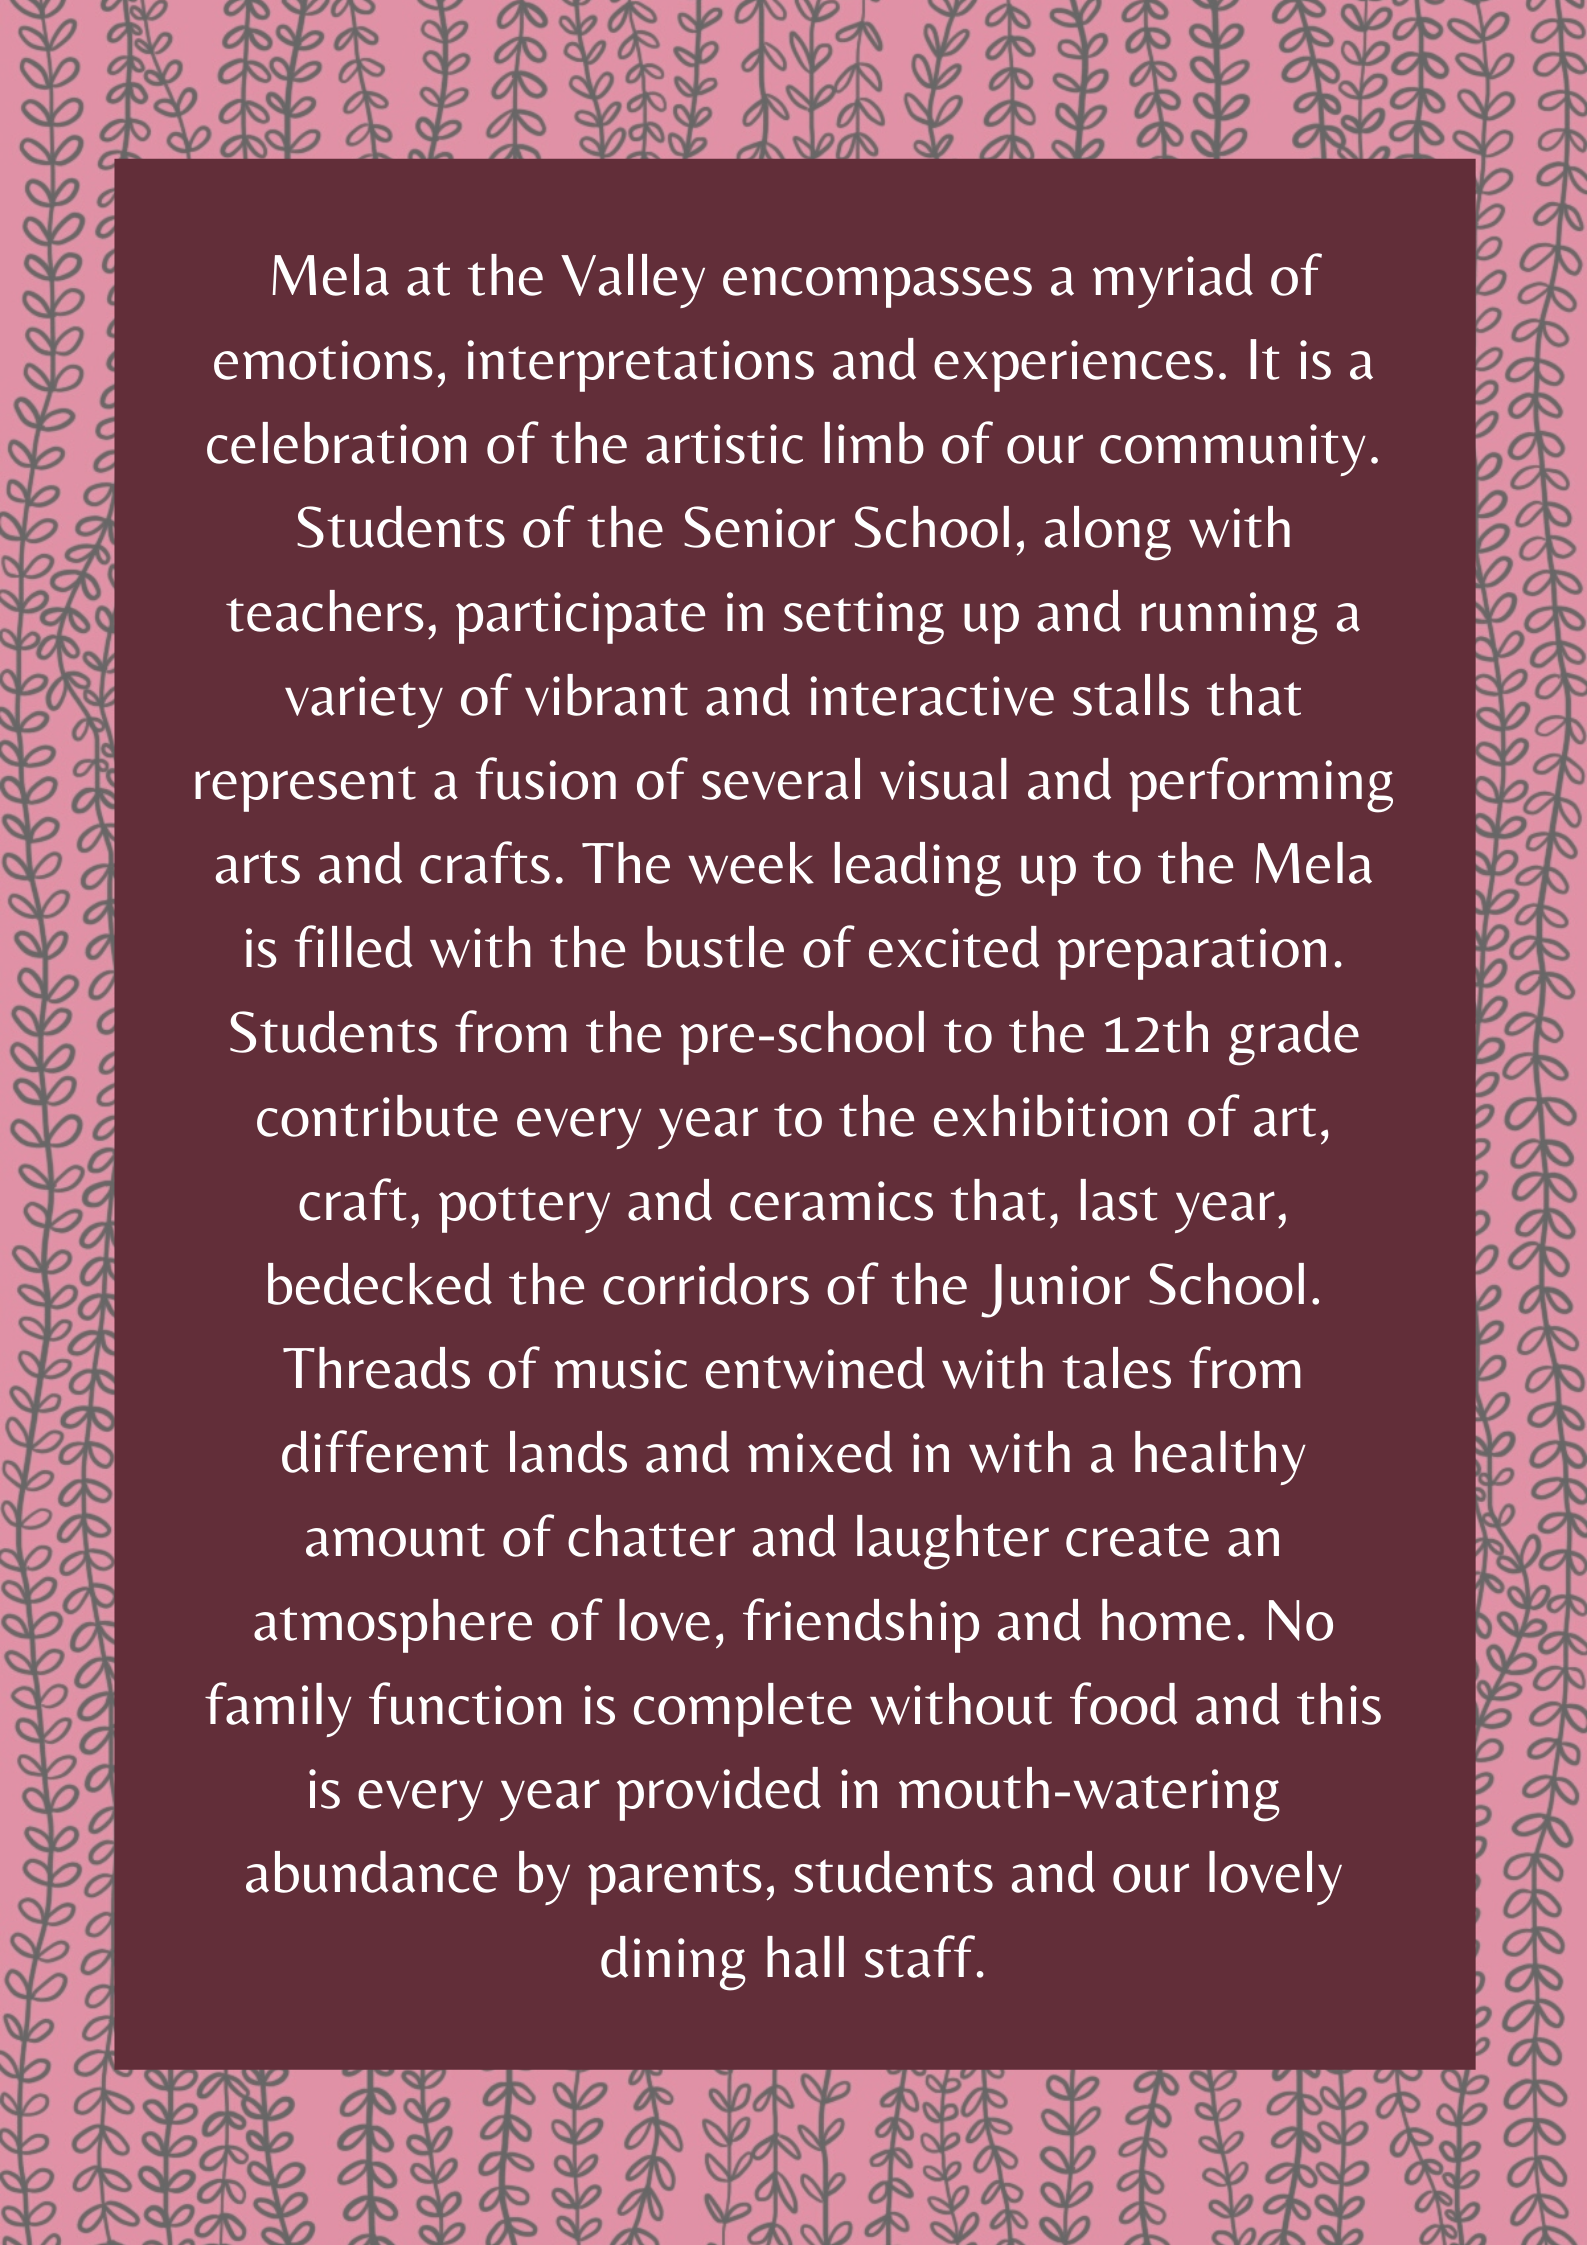 Mela at the Valley encompasses a myriad of
emotions, interpretations and experiences. It is a
celebration of the artistic limb of our community.
Students of the Senior School, along with
teachers, participate in setting up and running a
variety of vibrant and interactive stalls that
represent a fusion of several visual and performing
arts and crafts. The week leading up to the Mela
is filled with the bustle of excited preparation.
Students from the pre-school to the 12th grade
contribute every year to the exhibition of art,
craft, pottery and ceramics that, last year,
bedecked the corridors of the Junior School.
Threads of music entwined with tales from
different lands and mixed in with a healthy
amount of chatter and laughter create an
atmosphere of love, friendship and home. No
family function is complete without food and this
is every year provided in mouth-watering
abundance by parents, students and our lovely
dining hall staff.